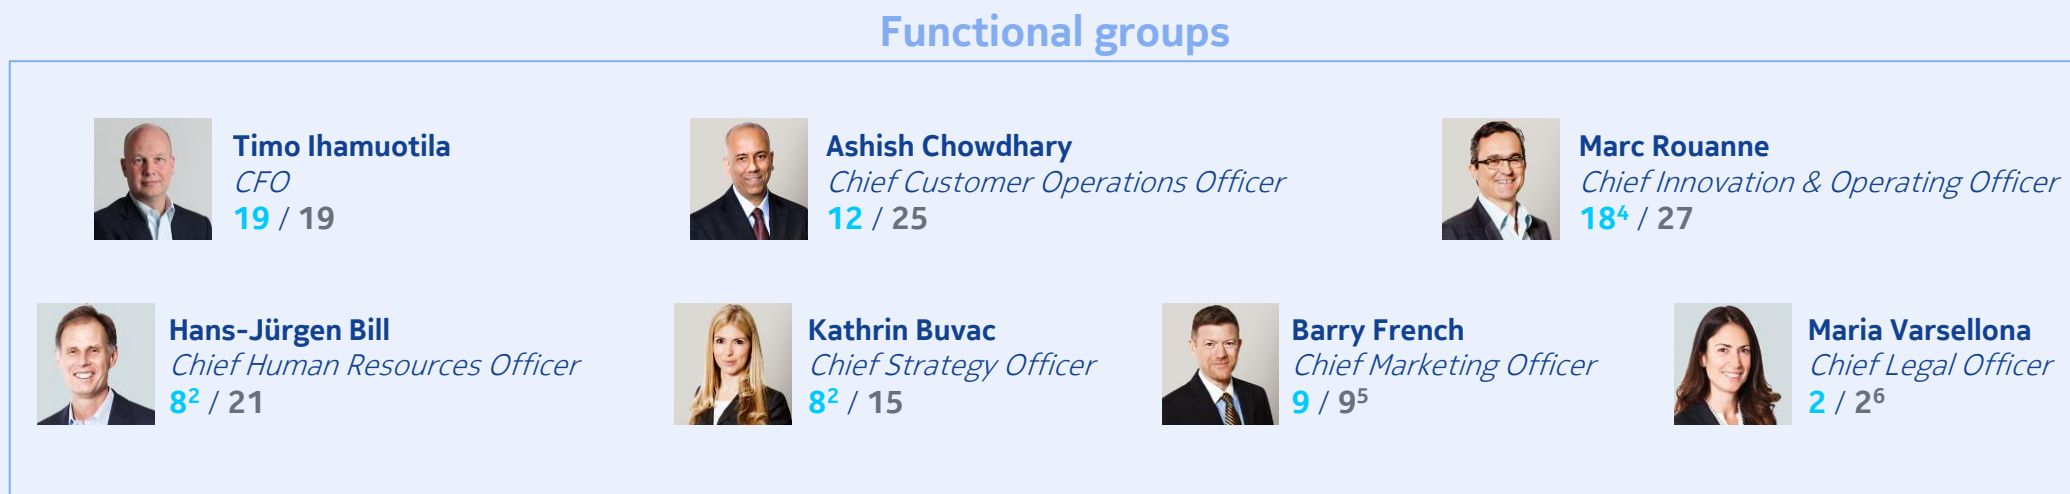 Functional groups
Timo Ihamuotila
CFO
19 / 19
Ashish Chowdhary
Chief Customer Operations Officer
12 / 25
Marc Rouanne
Chief Innovation & Operating Officer
18⁴ / 27
Hans-Jürgen Bill
Chief Human Resources Officer
8² / 21
Kathrin Buvac
Chief Strategy Officer
8² / 15
Barry French
Chief Marketing Officer
9 / 9⁵
Maria Varsellona
Chief Legal Officer
2 / 2⁶